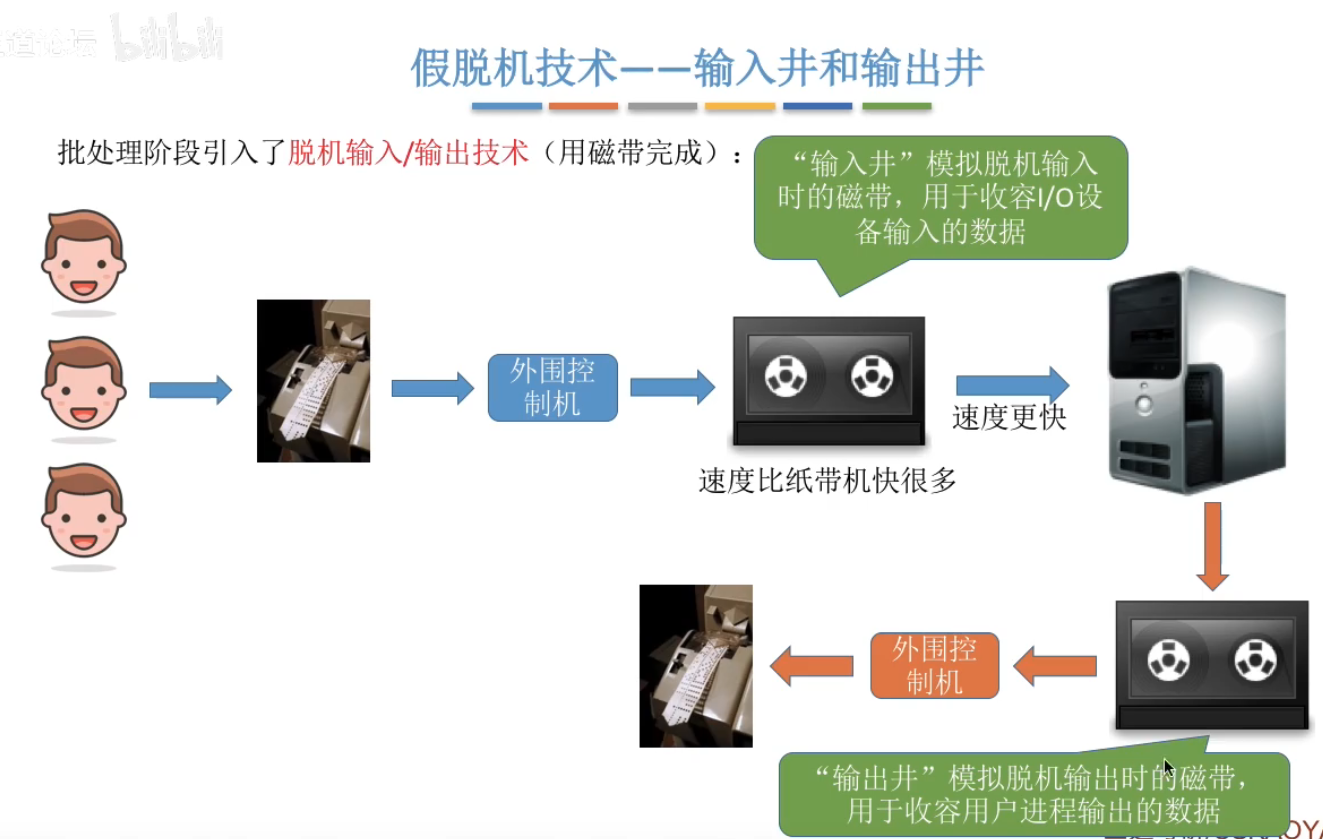 道论坛 bilibili
假脱机技术——输入井和输出井
批处理阶段引入了脱机输入/输出技术（用磁带完成）：
“输入井”模拟脱机输入
时的磁带，用于收容I/O设
备输入的数据
外围控
制机
速度更快
速度比纸带机快很多
外围控
制机
“输出井”模拟脱机输出时的磁带，
用于收容用户进程输出的数据